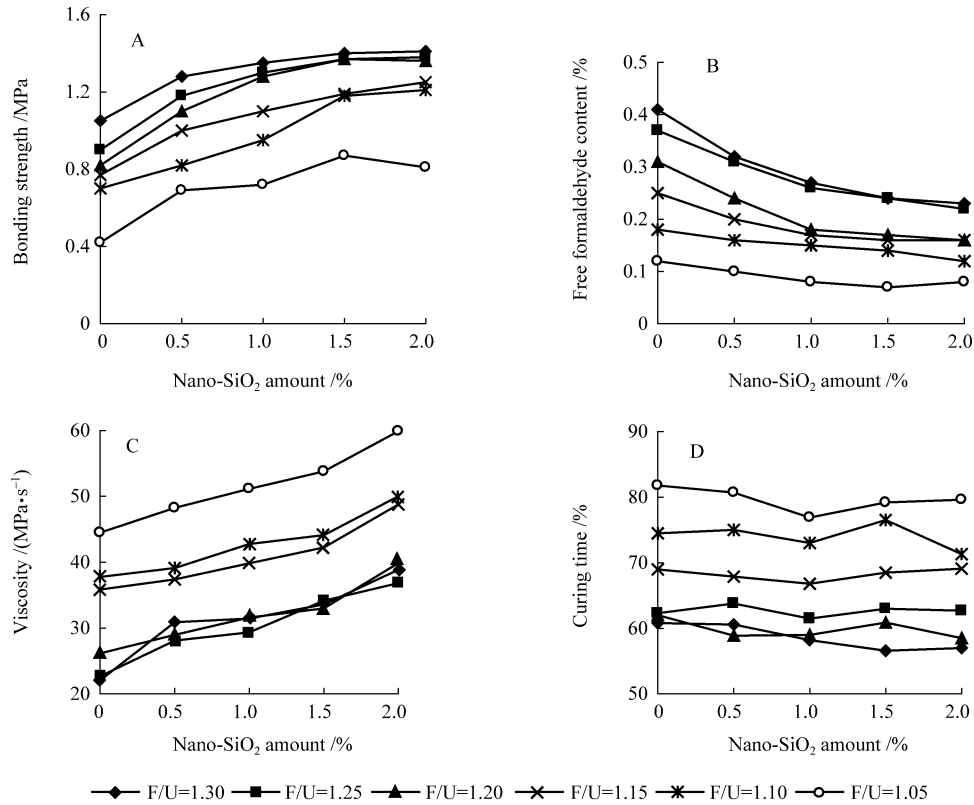 A
Bonding strength /MPa
1.6
1.2
0.8
0.4
0
0 0.5 1.0 1.5 2.0
Nano-SiO₂ amount /%
B
Free formaldehyde content /%
0.5
0.4
0.3
0.2
0.1
0
0 0.5 1.0 1.5 2.0
Nano-SiO₂ amount /%
C
Viscosity /(MPa•s⁻¹)
60
50
40
30
20
0 0.5 1.0 1.5 2.0
Nano-SiO₂ amount /%
D
Curing time /%
90
80
70
60
50
0 0.5 1.0 1.5 2.0
Nano-SiO₂ amount /%
F/U=1.30 F/U=1.25 F/U=1.20 F/U=1.15 F/U=1.10 F/U=1.05